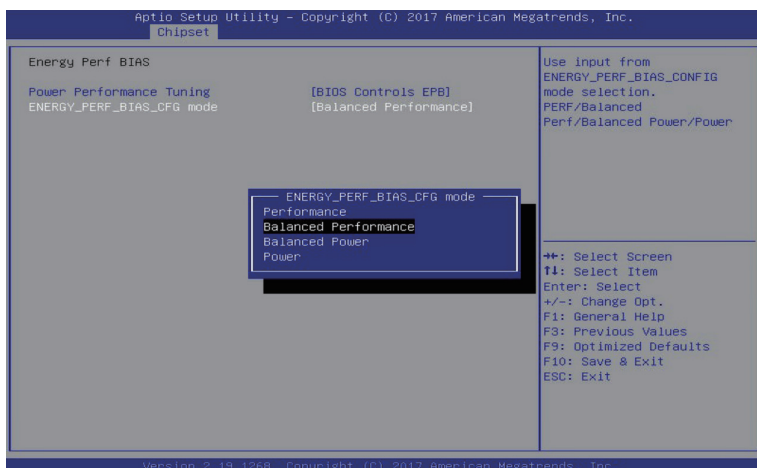 Aptio Setup Utility – Copyright (C) 2017 American Megatrends, Inc.
Chipset
Energy Perf BIAS
Power Performance Tuning [BIOS Controls EPB]
ENERGY_PERF_BIAS_CFG mode [Balanced Performance]
Use input from
ENERGY_PERF_BIAS_CONFIG
mode selection.
PERF/Balanced
Perf/Balanced Power/Power
ENERGY_PERF_BIAS_CFG mode
Performance
Balanced Performance
Balanced Power
Power
→←: Select Screen
↑↓: Select Item
Enter: Select
+/-: Change Opt.
F1: General Help
F3: Previous Values
F9: Optimized Defaults
F10: Save & Exit
ESC: Exit
Version 2.19.1268. Copyright (C) 2017 American Megatrends, Inc.